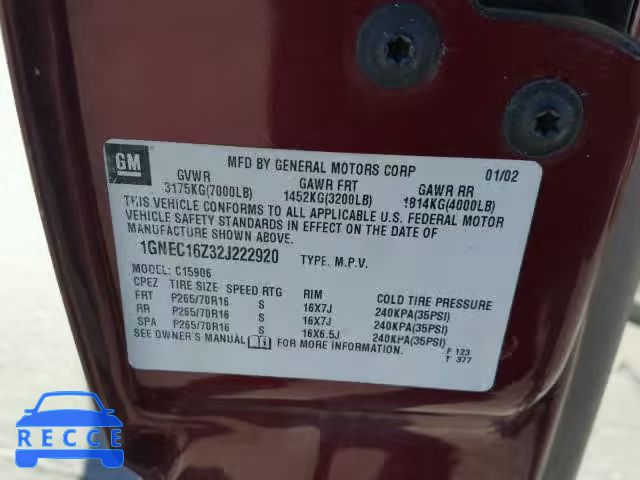 GM
MFD BY GENERAL MOTORS CORP 01/02
GVWR GAWR FRT GAWR RR
3175KG(7000LB) 1452KG(3200LB) 1814KG(4000LB)
THIS VEHICLE CONFORMS TO ALL APPLICABLE U.S. FEDERAL MOTOR
VEHICLE SAFETY STANDARDS IN EFFECT ON THE DATE OF
MANUFACTURE SHOWN ABOVE.
1GNEC16Z32J222920 TYPE: M.P.V.
MODEL: C15906
CPEZ TIRE SIZE SPEED RTG RIM COLD TIRE PRESSURE
FRT P265/70R16 S 16X7J 240KPA(35PSI)
RR P265/70R16 S 16X7J 240KPA(35PSI)
SPA P265/70R16 S 16X6.5J 240KPA(35PSI)
SEE OWNER'S MANUAL FOR MORE INFORMATION. F 123
T 377
RECCE